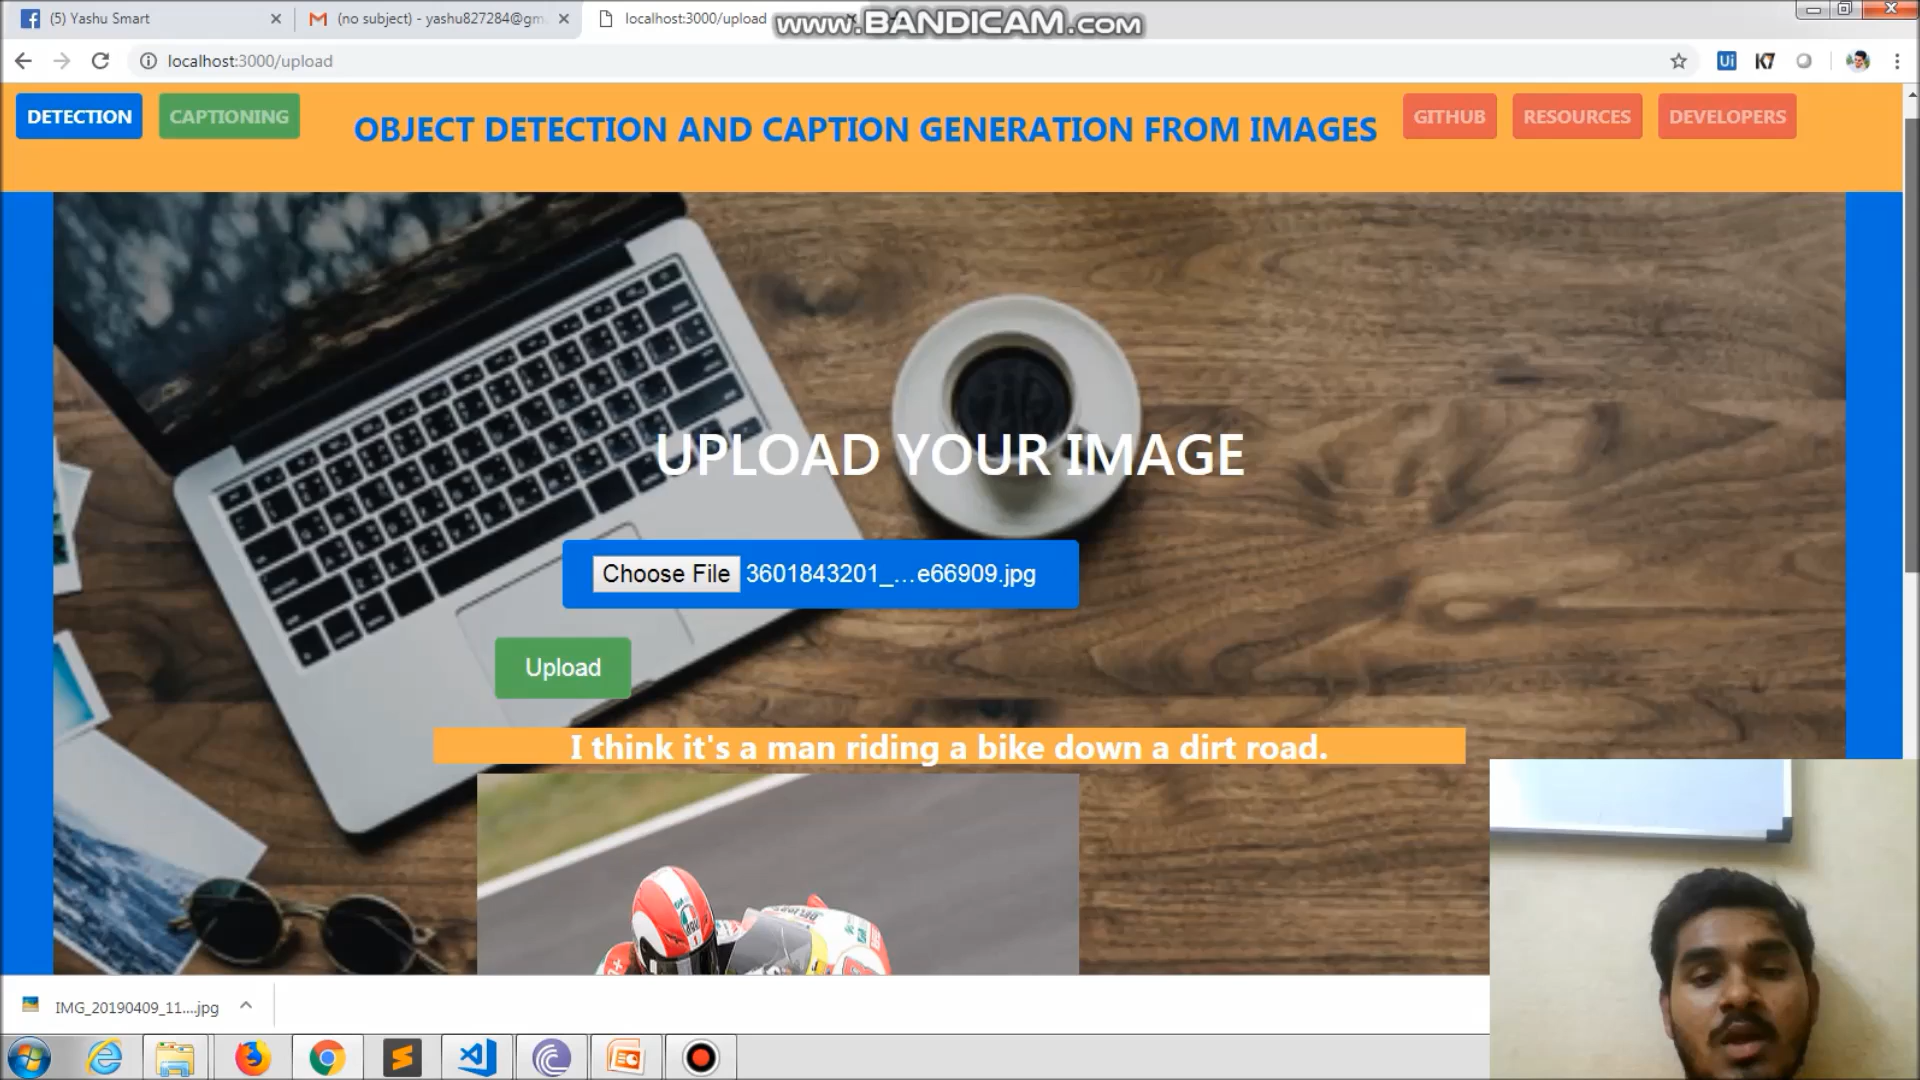 (5) Yashu Smart
(no subject) - yashu827284@gm
localhost:3000/upload
www.BANDICAM.com
localhost:3000/upload
Ui
K7
DETECTION
CAPTIONING
OBJECT DETECTION AND CAPTION GENERATION FROM IMAGES
GITHUB
RESOURCES
DEVELOPERS
UPLOAD YOUR IMAGE
Choose File 3601843201_...e66909.jpg
Upload
I think it's a man riding a bike down a dirt road.
IMG_20190409_11....jpg